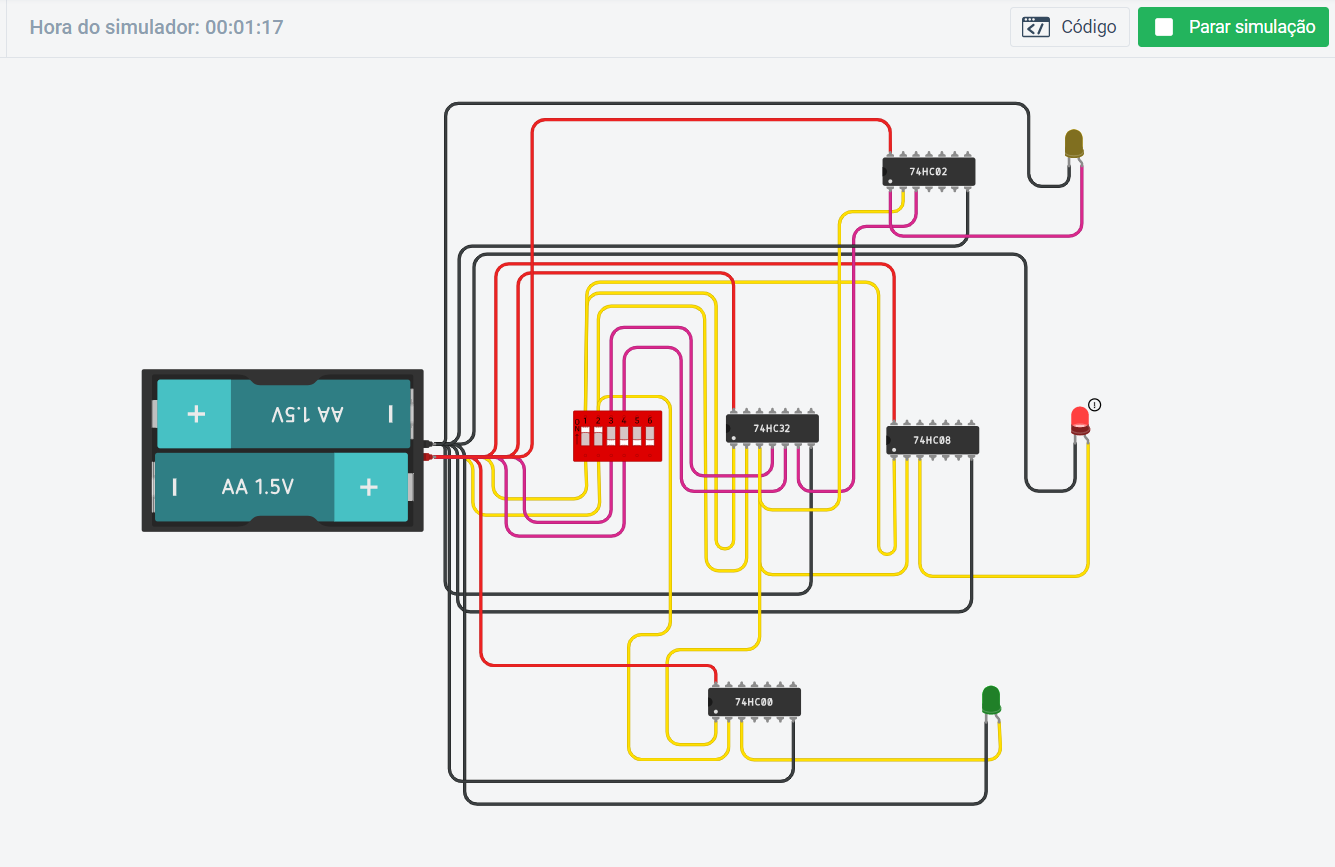 Hora do simulador: 00:01:17
Código
Parar simulação
74HC02
AA 1.5V
1 2 3 4 5 6
74HC32
74HC08
AA 1.5V
74HC00